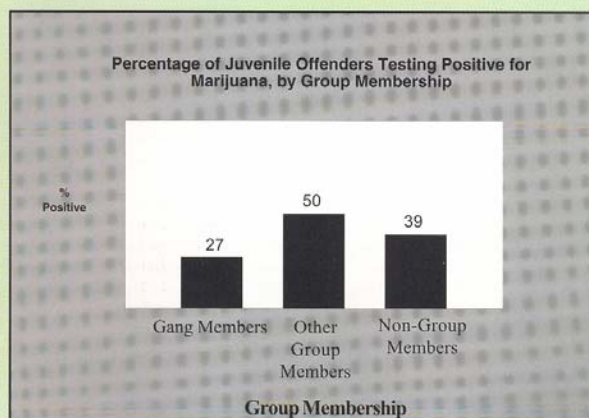 Percentage of Juvenile Offenders Testing Positive for
Marijuana, by Group Membership
%
Positive
27
50
39
Gang Members
Other
Group
Members
Non-Group
Members
Group Membership